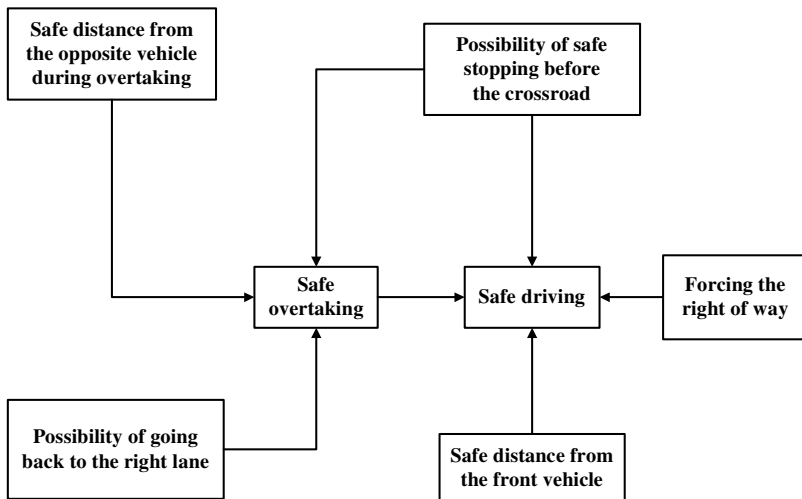 Safe distance from
the opposite vehicle
during overtaking
Possibility of safe
stopping before
the crossroad
Safe
overtaking
Safe driving
Forcing the
right of way
Possibility of going
back to the right lane
Safe distance from
the front vehicle